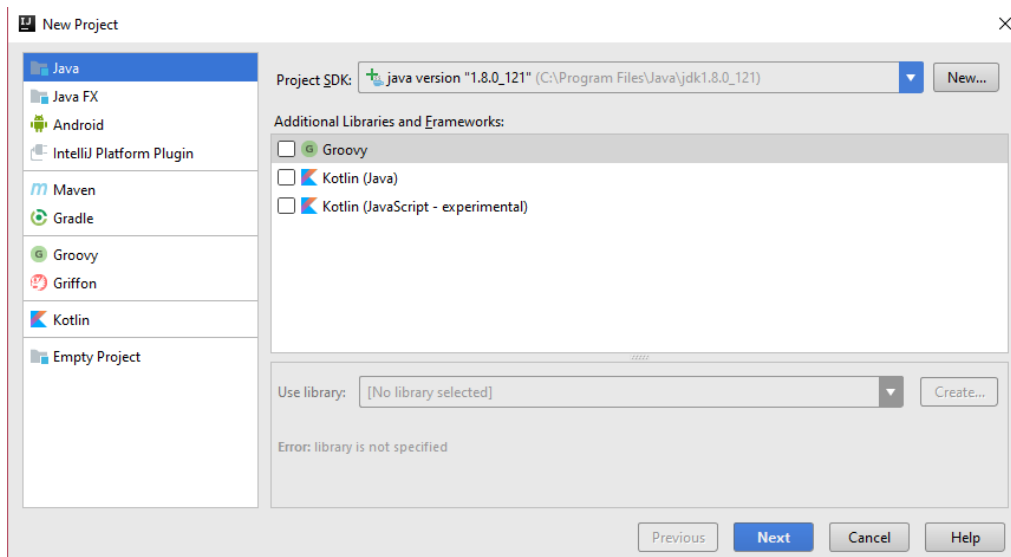 New Project
Java
Java FX
Android
IntelliJ Platform Plugin
Maven
Gradle
Groovy
Griffon
Kotlin
Empty Project
Project SDK: java version "1.8.0_121" (C:\Program Files\Java\jdk1.8.0_121) New...
Additional Libraries and Frameworks:
Groovy
Kotlin (Java)
Kotlin (JavaScript - experimental)
Use library: [No library selected] Create...
Error: library is not specified
Previous Next Cancel Help